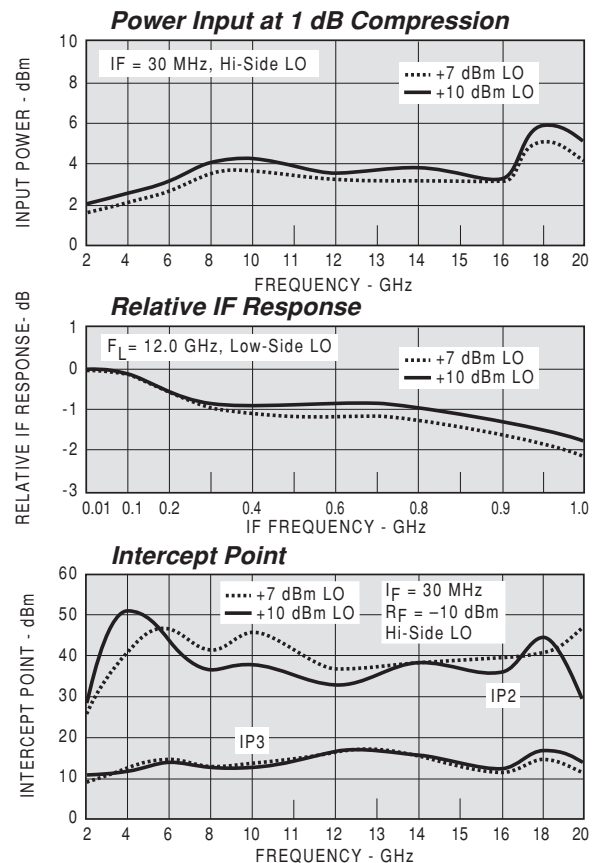 Power Input at 1 dB Compression
INPUT POWER - dBm
10
8
6
4
2
0
IF = 30 MHz, Hi-Side LO
+7 dBm LO
+10 dBm LO
2 4 6 8 10 11 12 13 14 15 16 18 20
FREQUENCY - GHz
Relative IF Response
RELATIVE IF RESPONSE- dB
1
0
-1
-2
-3
FL = 12.0 GHz, Low-Side LO
+7 dBm LO
+10 dBm LO
0.01 0.1 0.2 0.4 0.6 0.8 0.9 1.0
IF FREQUENCY - GHz
Intercept Point
INTERCEPT POINT - dBm
60
50
40
30
20
10
0
+7 dBm LO
+10 dBm LO
IF = 30 MHz
RF = –10 dBm
Hi-Side LO
IP2
IP3
2 4 6 8 10 11 12 13 14 15 16 18 20
FREQUENCY - GHz